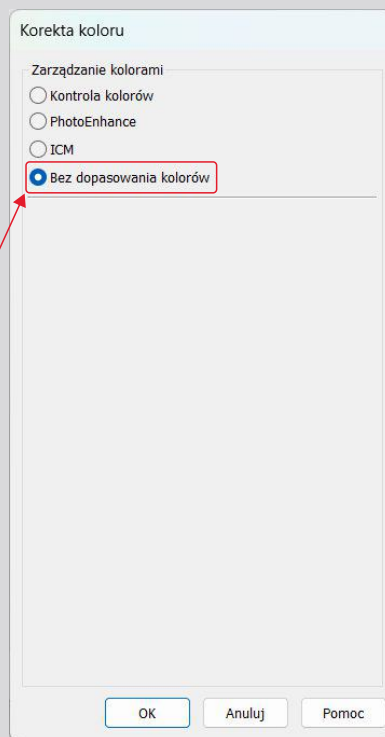 Korekta koloru
Zarządzanie kolorami
Kontrola kolorów
PhotoEnhance
ICM
Bez dopasowania kolorów
OK
Anuluj
Pomoc